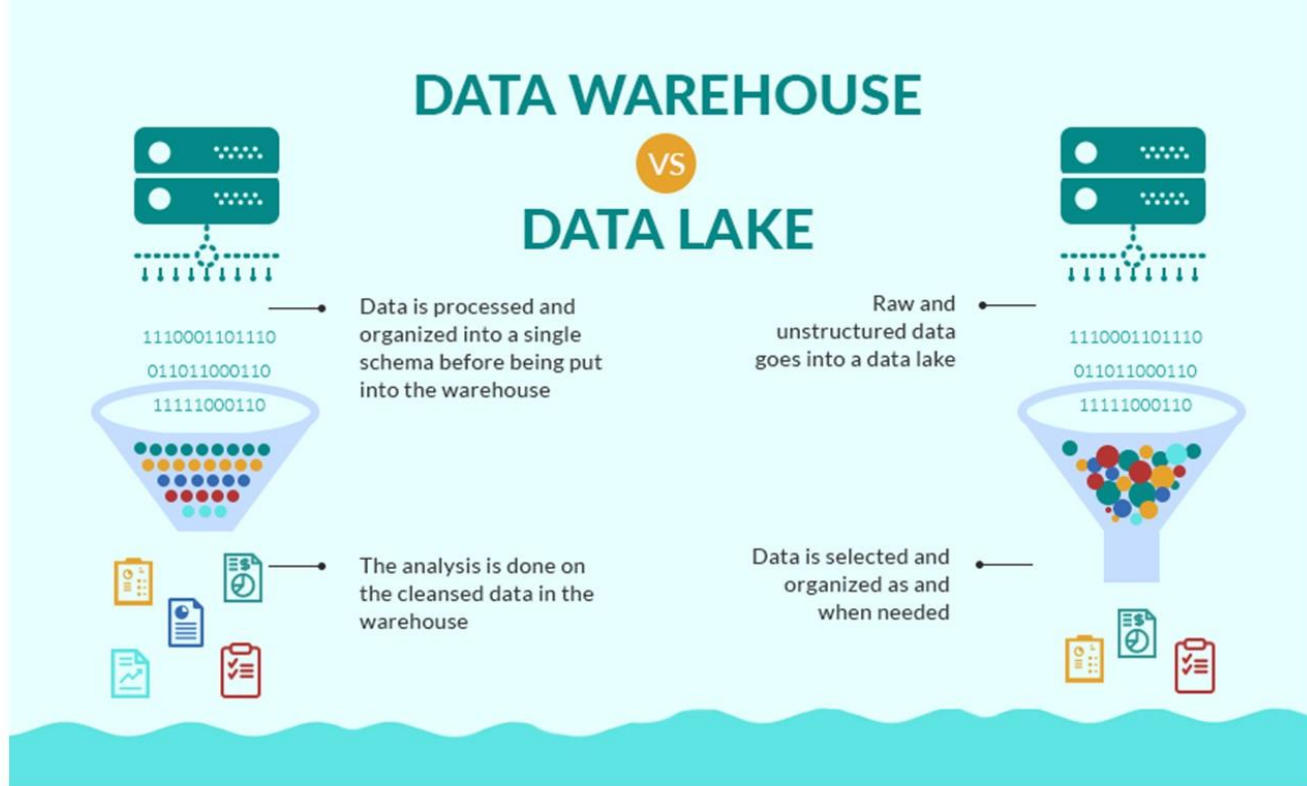 DATA WAREHOUSE
VS
DATA LAKE
Data is processed and
organized into a single
schema before being put
into the warehouse
Raw and
unstructured data
goes into a data lake
1110001101110
011011000110
11111000110
1110001101110
011011000110
11111000110
The analysis is done on
the cleansed data in the
warehouse
Data is selected and
organized as and
when needed
$
$